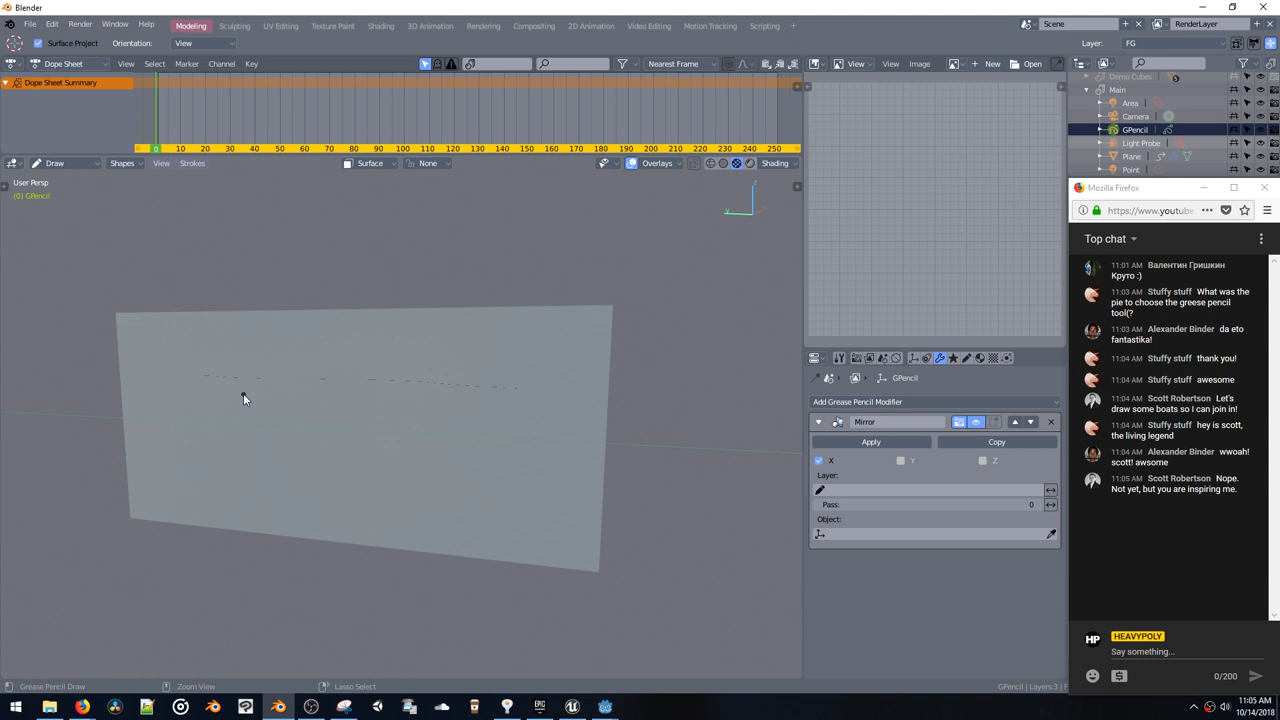 Blender
File Edit Render Window Help Modeling Sculpting UV Editing Texture Paint Shading 3D Animation Rendering Compositing 2D Animation Video Editing Motion Tracking Scripting + Scene RenderLayer
Surface Project Orientation: View Layer: FG
Dope Sheet View Select Marker Channel Key Nearest Frame View View Image New Open
Dope Sheet Summary
Demo Cubes
Main
Area
Camera
GPencil
Light Probe
Plane
Point
0 10 20 30 40 50 60 70 80 90 100 110 120 130 140 150 160 170 180 190 200 210 220 230 240 250
Draw Shapes View Strokes Surface None Overlays Shading
User Persp
(0) GPencil
z
y
GPencil
Add Grease Pencil Modifier
Mirror
Apply Copy
X Y Z
Layer:
Pass: 0
Object:
Mozilla Firefox
https://www.youtube
Top chat
11:01 AM Валентин Гришкин
Круто :)
11:03 AM Stuffy stuff What was the
pie to choose the greese pencil
tool(?
11:03 AM Alexander Binder da eto
fantastika!
11:04 AM Stuffy stuff thank you!
11:04 AM Stuffy stuff awesome
11:04 AM Scott Robertson Let's
draw some boats so I can join in!
11:04 AM Stuffy stuff hey is scott,
the living legend
11:04 AM Alexander Binder wwoah!
scott! awsome
11:05 AM Scott Robertson Nope.
Not yet, but you are inspiring me.
HP HEAVYPOLY
Say something...
0/200
Grease Pencil Draw Zoom View Lasso Select GPencil | Layers:3 | F
11:05 AM
10/14/2018